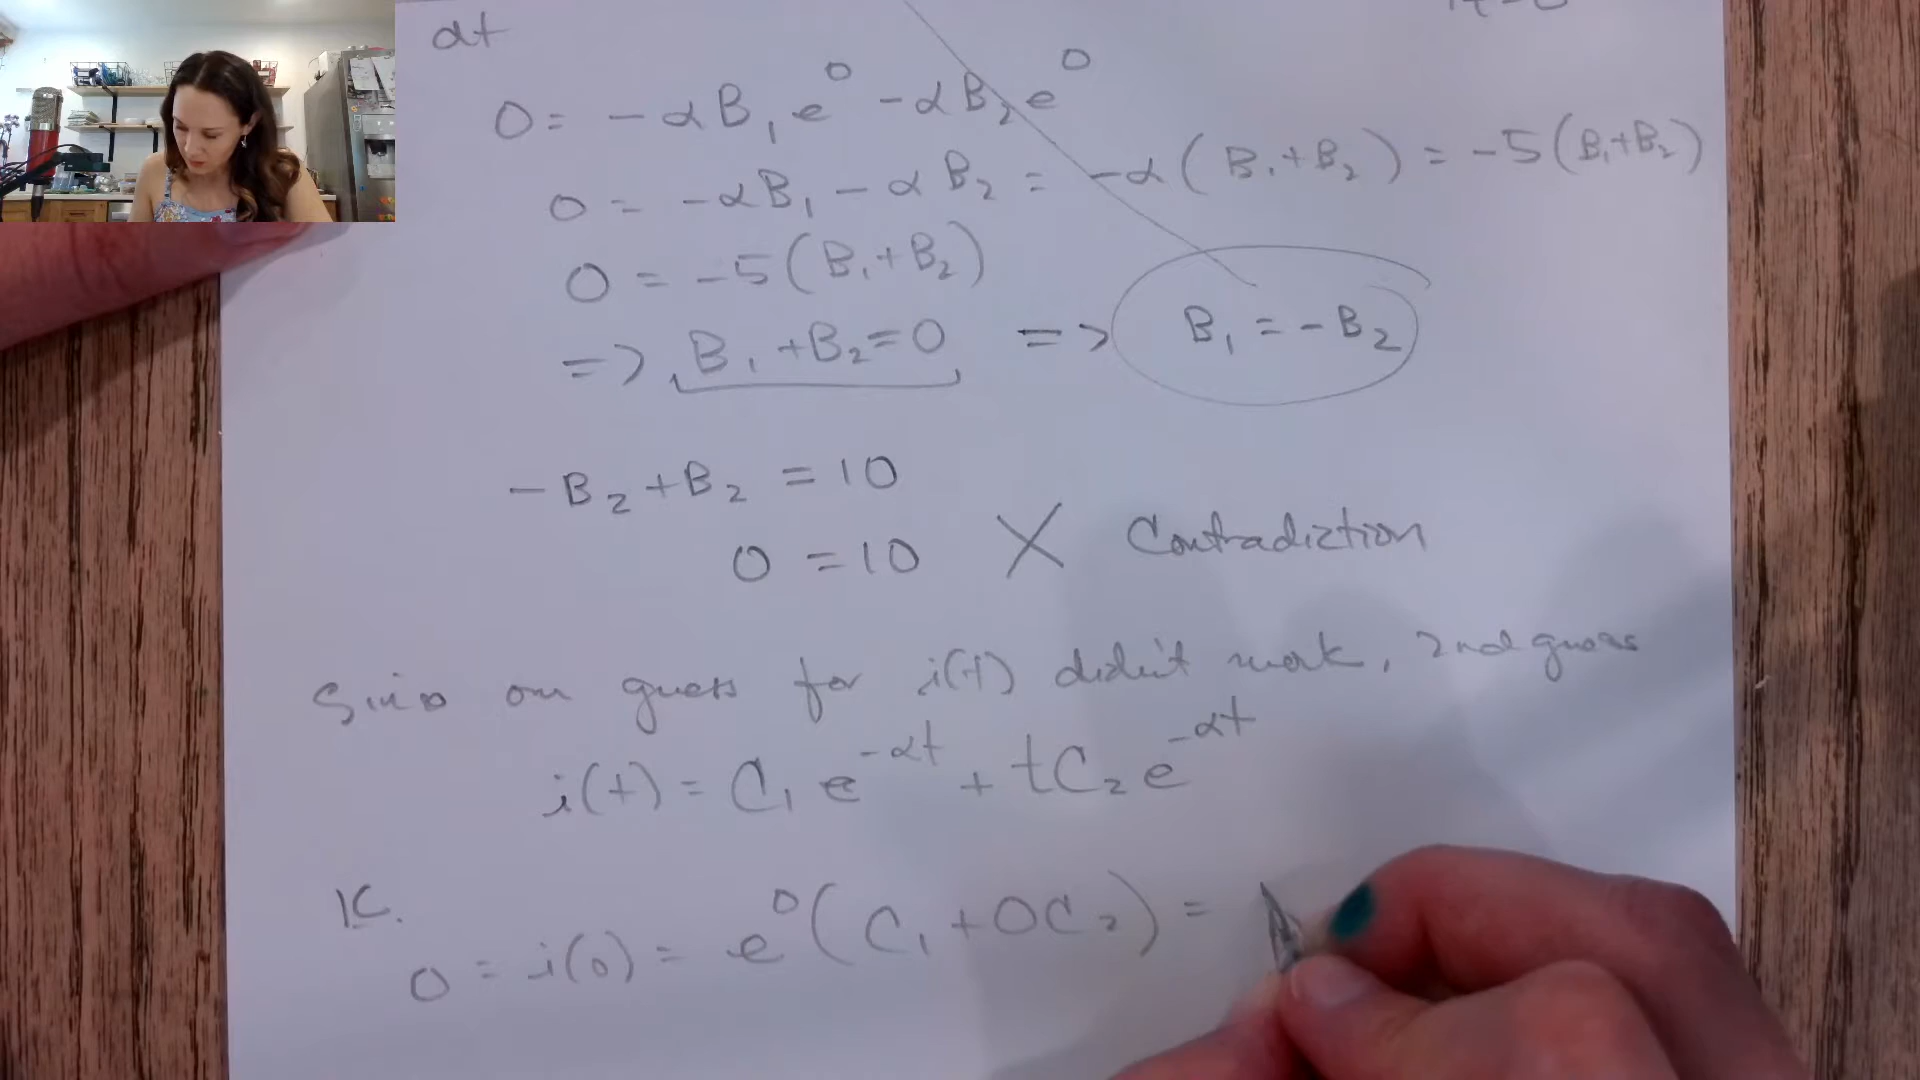 dt
0 = -αB₁e⁰ - αB₂e⁰
0 = -αB₁ - αB₂ = -α(B₁+B₂) = -5(B₁+B₂)
0 = -5(B₁+B₂)
=> B₁+B₂=0 => B₁ = -B₂
-B₂+B₂ = 10
0 = 10 X Contradiction
our guess for i(t) didn't work, 2nd guess
i(t) = C₁e^-αt + tC₂e^-αt
IC.
0 = i(0) = e⁰(C₁+0C₂) =